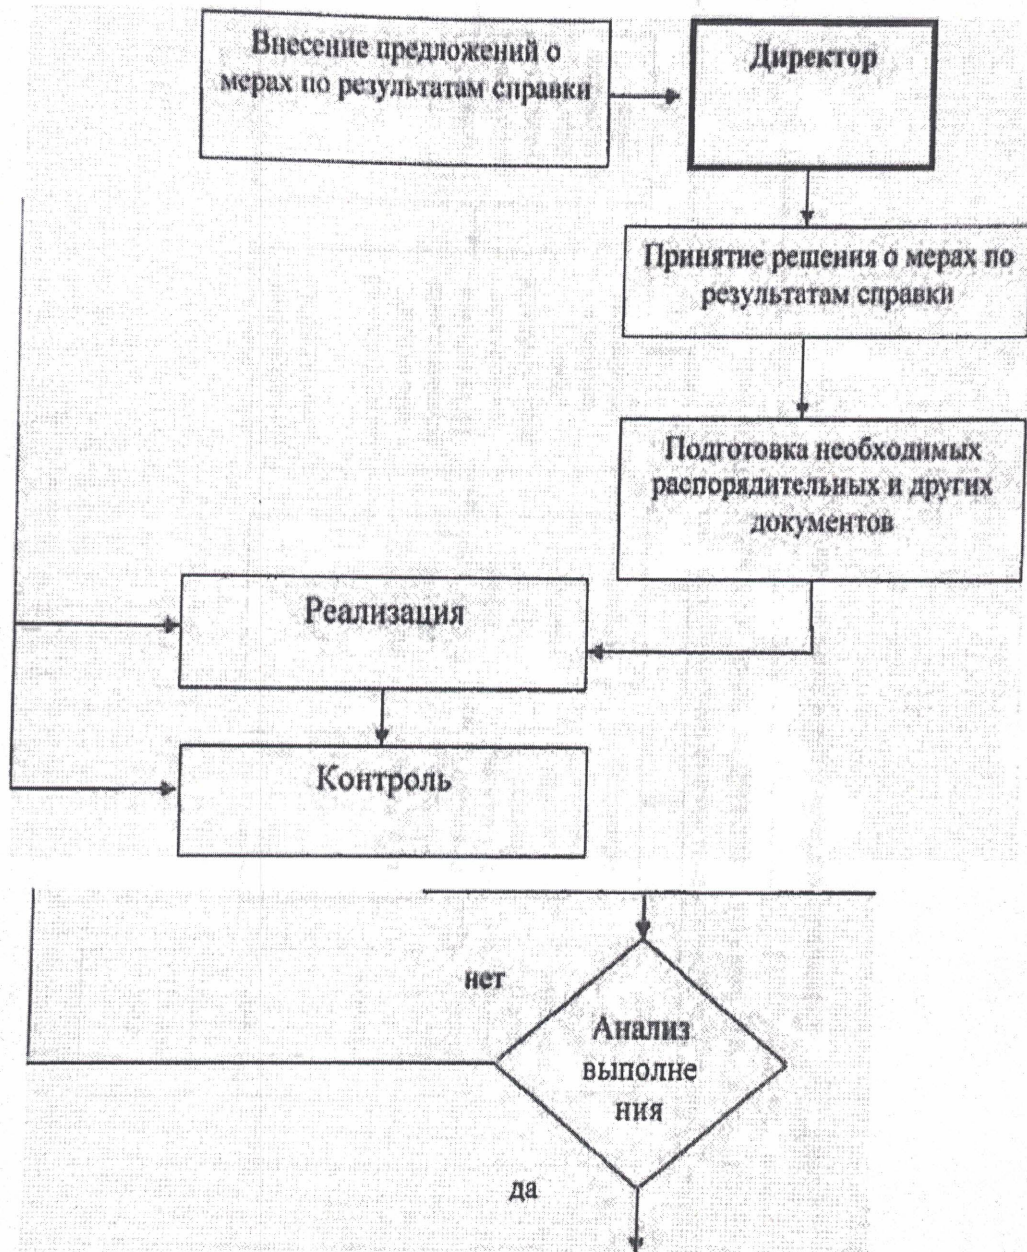 Внесение предложений о
мерах по результатам справки
Директор
Принятие решения о мерах по
результатам справки
Подготовка необходимых
распорядительных и других
документов
Реализация
Контроль
нет
Анализ
выполне
ния
да